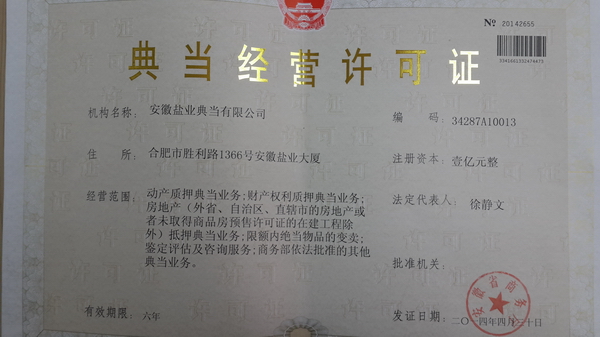 № 20142655
典当经营许可证
机构名称: 安徽盐业典当有限公司
编 码: 34287A10013
住 所: 合肥市胜利路1366号安徽盐业大厦
注册资本: 壹亿元整
经营范围: 动产质押典当业务;财产权利质押典当业务;
房地产（外省、自治区、直辖市的房地产或
者未取得商品房预售许可证的在建工程除
外）抵押典当业务;限额内绝当物品的变卖;
鉴定评估及咨询服务;商务部依法批准的其他
典当业务。
法定代表人: 徐静文
批准机关:
安徽省商务厅
有效期限: 六年
发证日期: 二〇一四年四月三十日